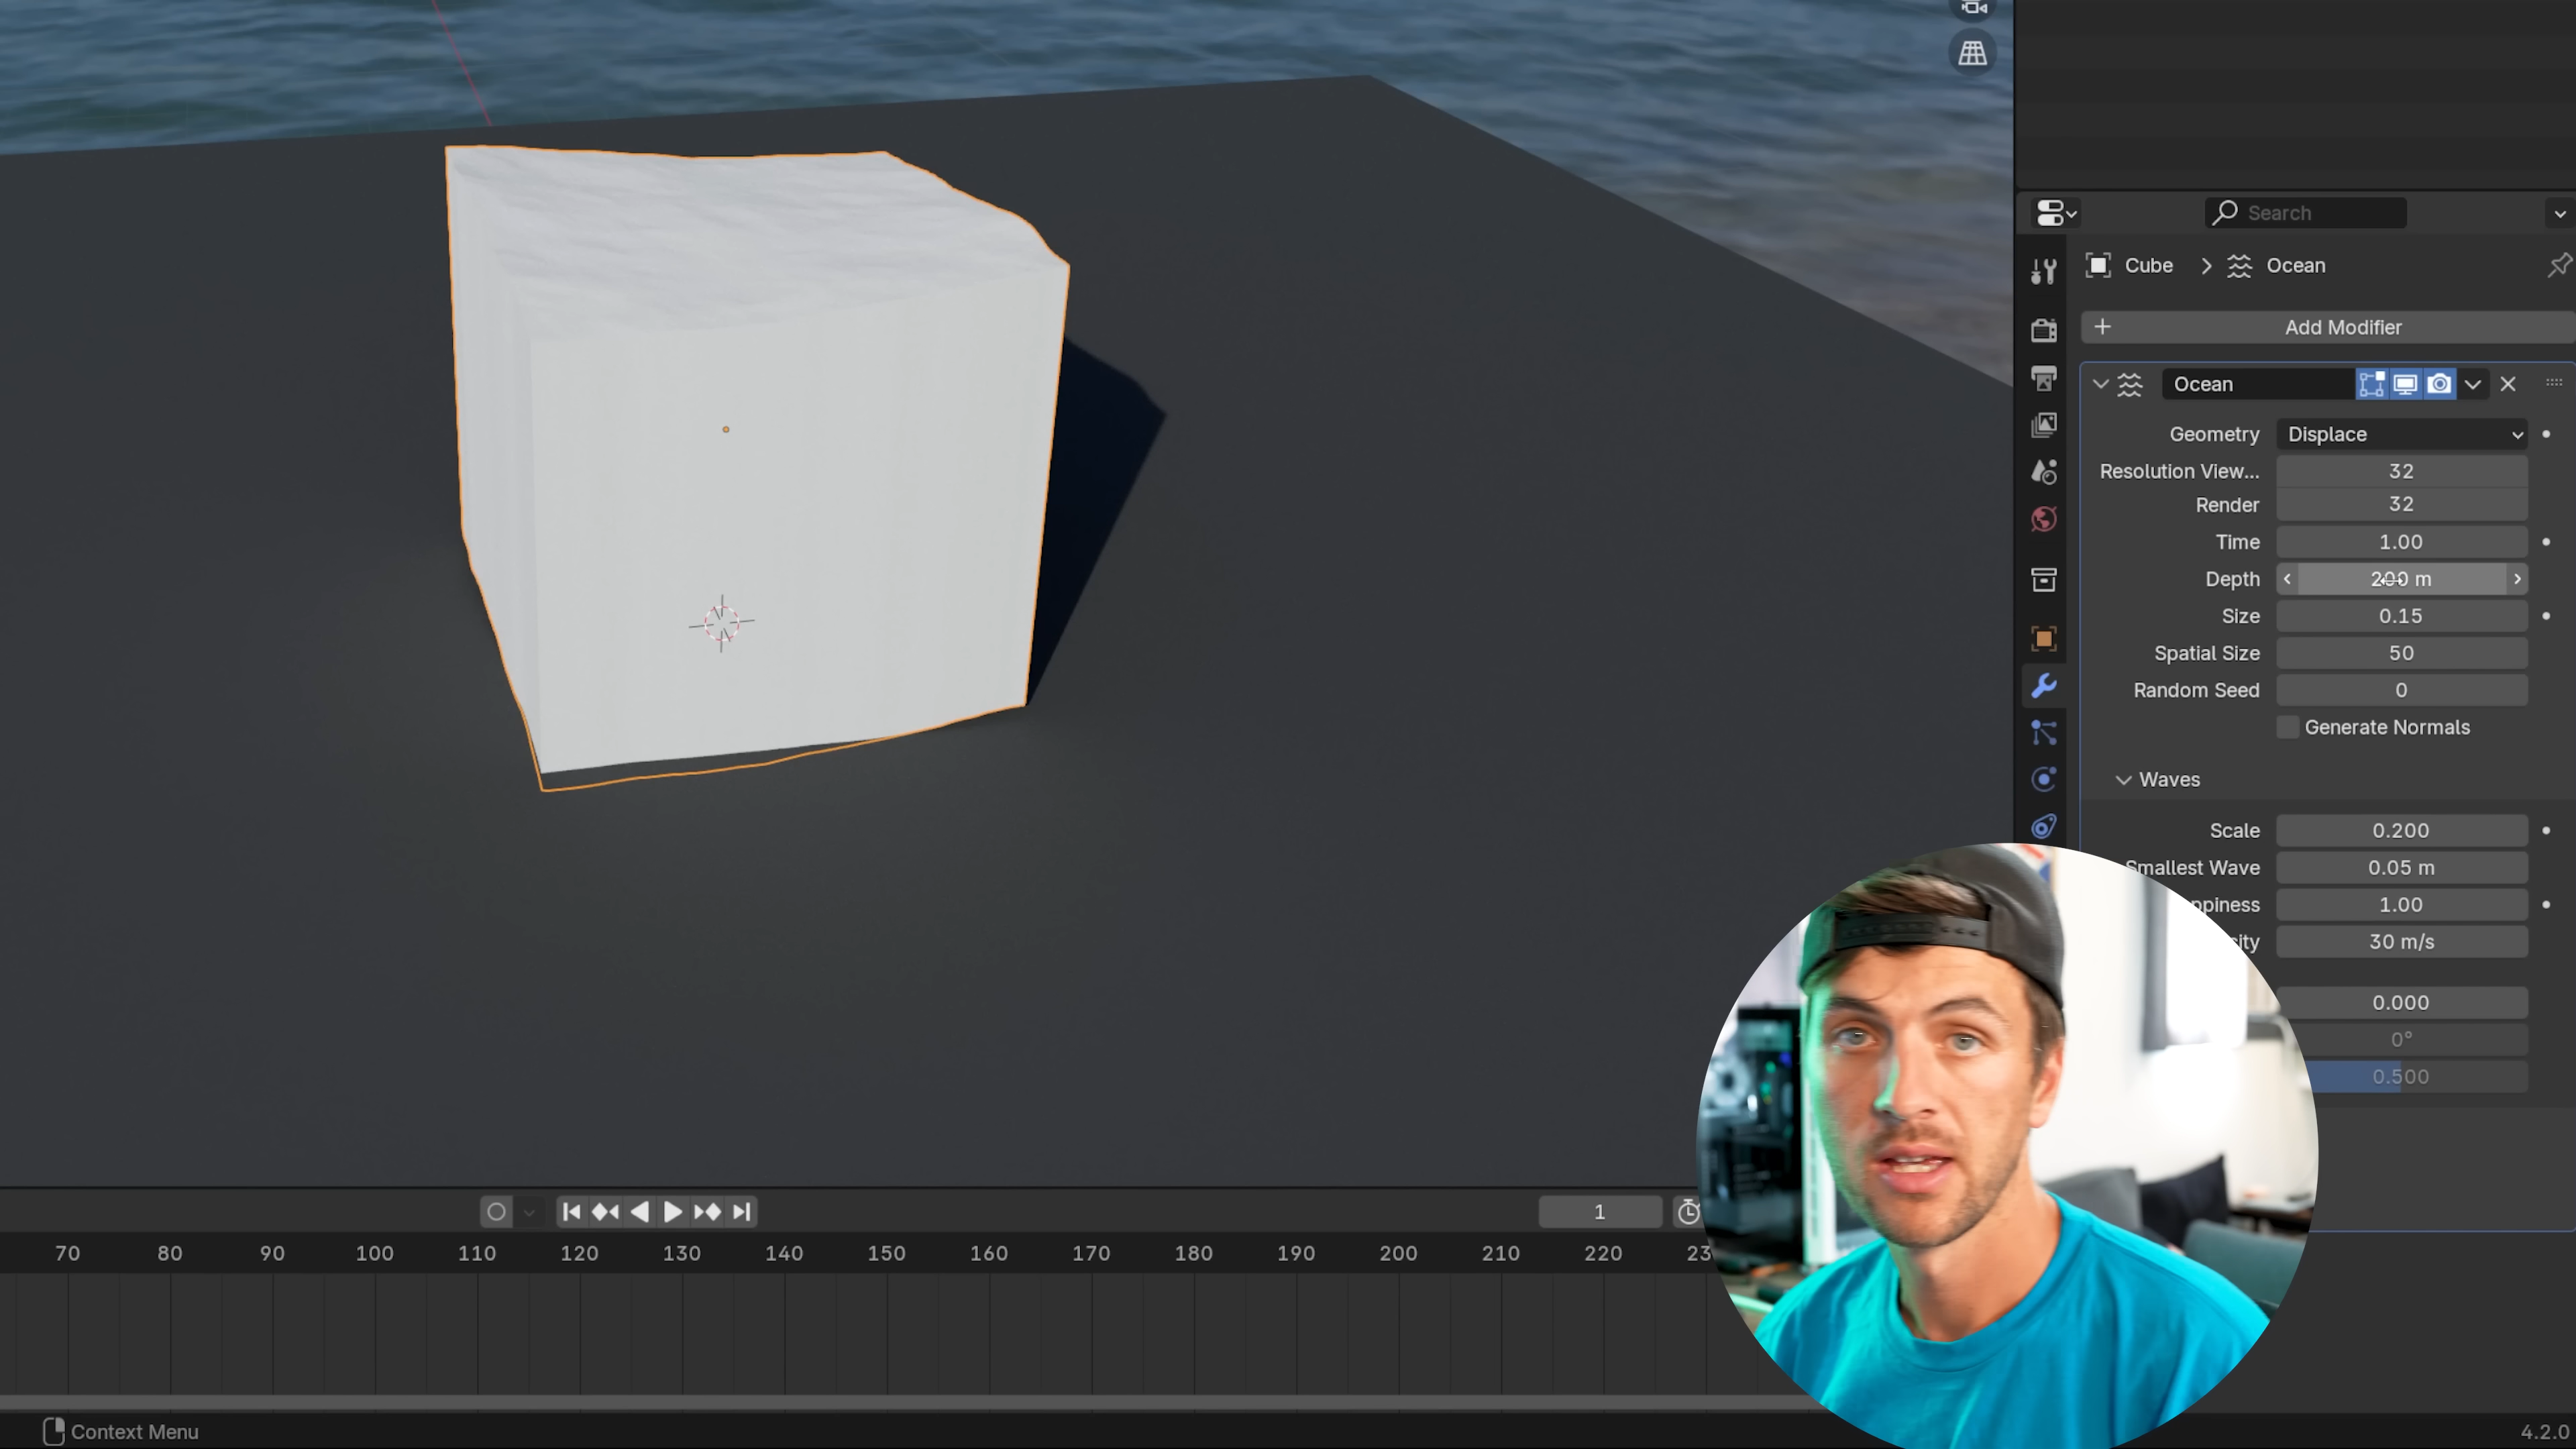 Search
Cube > Ocean
+ Add Modifier
Ocean
Geometry Displace
Resolution View... 32
Render 32
Time 1.00
Depth 200 m
Size 0.15
Spatial Size 50
Random Seed 0
Generate Normals
Waves
Scale 0.200
Smallest Wave 0.05 m
ppiness 1.00
ity 30 m/s
0.000
0°
0.500
1
70 80 90 100 110 120 130 140 150 160 170 180 190 200 210 220 23
Context Menu
4.2.0